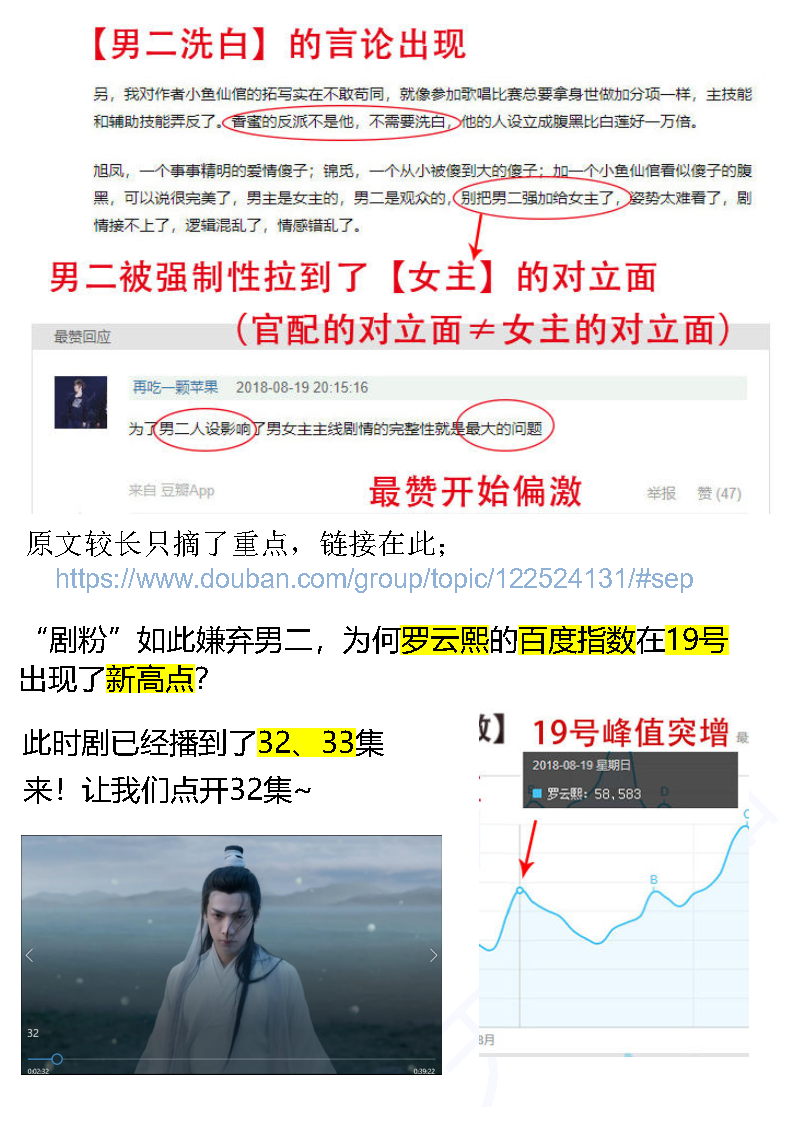 【男二洗白】的言论出现
另，我对作者小鱼仙倌的拓写实在不敢苟同，就像参加歌唱比赛总要拿身世做加分项一样，主技能
和辅助技能弄反了。香蜜的反派不是他，不需要洗白，他的人设立成腹黑比白莲好一万倍。
旭凤，一个事事精明的爱情傻子；锦觅，一个从小被傻到大的傻子；加一个小鱼仙倌看似傻子的腹
黑，可以说很完美了，男主是女主的，男二是观众的，别把男二强加给女主了，姿势太难看了，剧
情接不上了，逻辑混乱了，情感错乱了。
男二被强制性拉到了【女主】的对立面
（官配的对立面≠女主的对立面）
最赞回应
再吃一颗苹果 2018-08-19 20:15:16
为了男二人设影响了男女主主线剧情的完整性就是最大的问题
来自 豆瓣App
最赞开始偏激
举报 赞 (47)
原文较长只摘了重点，链接在此；
https://www.douban.com/group/topic/122524131/#sep
“剧粉”如此嫌弃男二，为何罗云熙的百度指数在19号
出现了新高点？
此时剧已经播到了32、33集
来！让我们点开32集~
数】 19号峰值突增 最
2018-08-19 星期日
罗云熙：58,583
D
C
B
8月
32
0:02:32
0:39:22